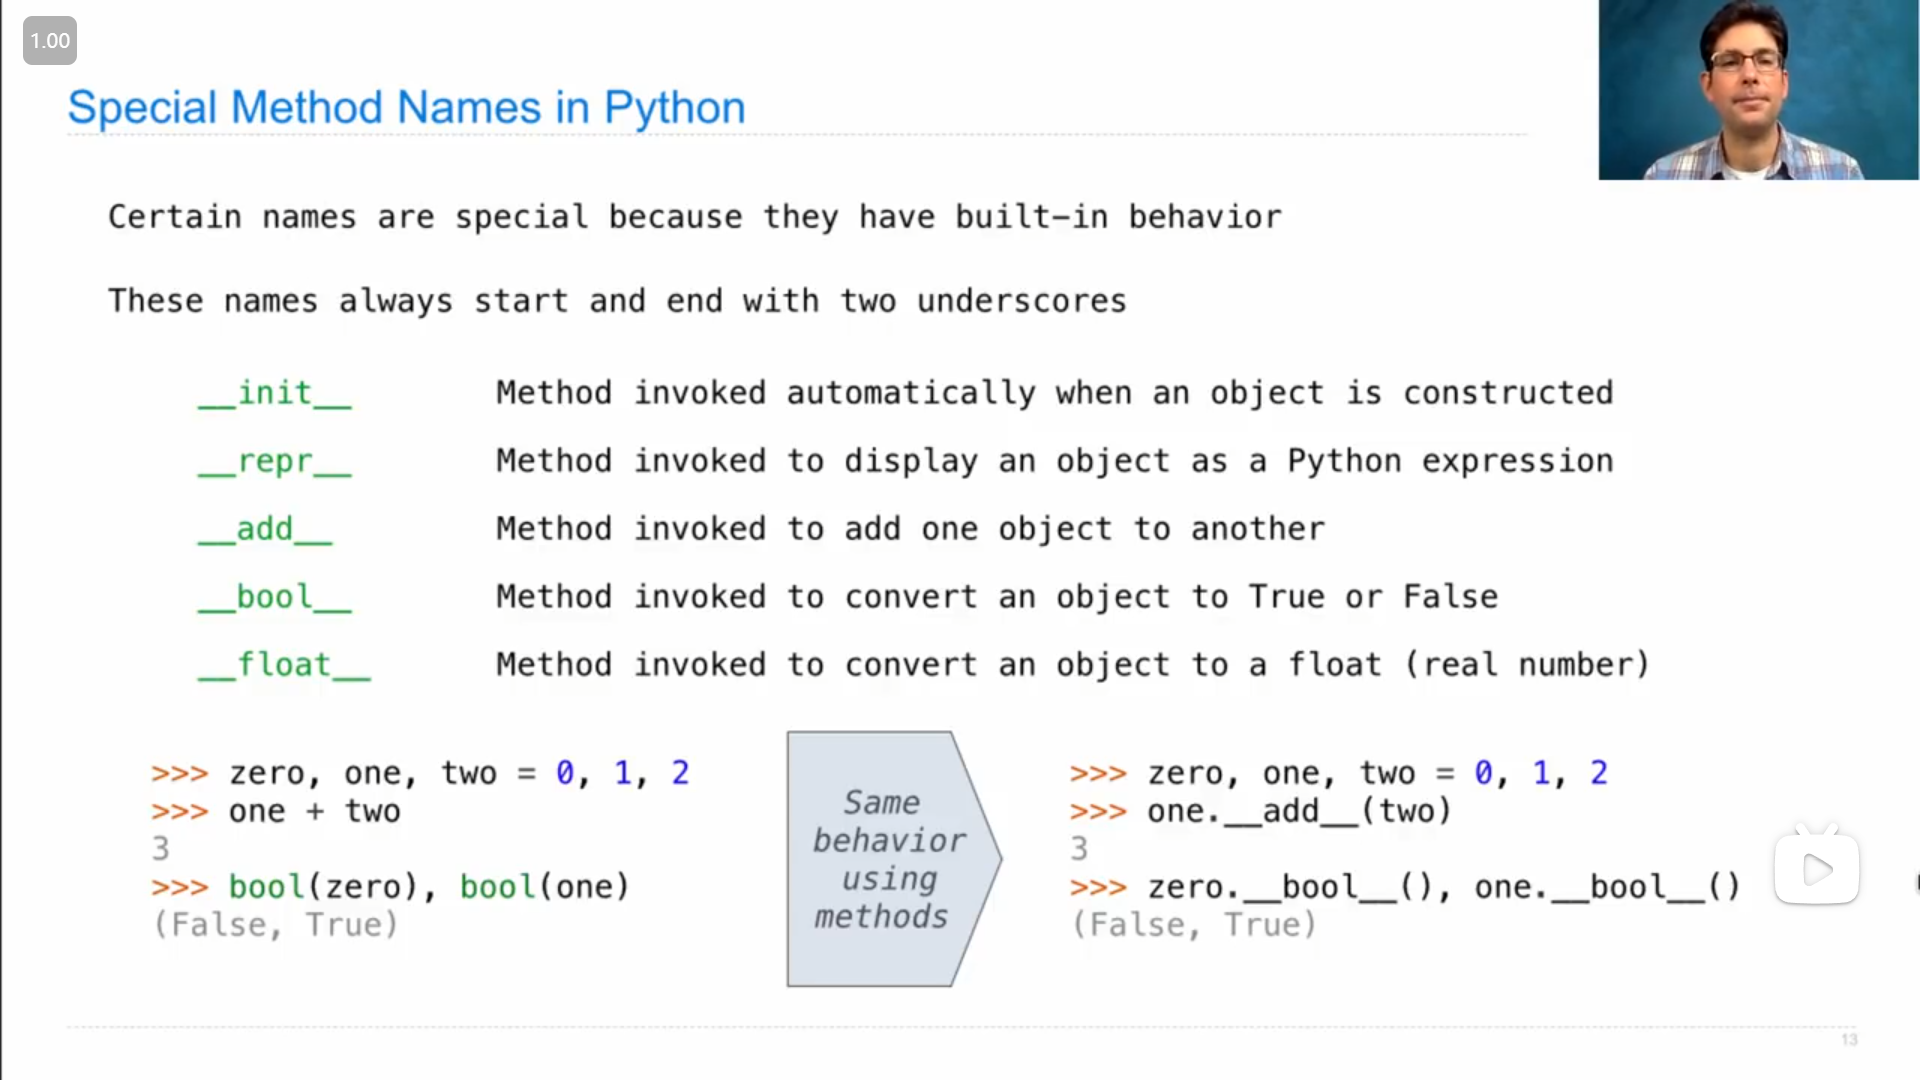 1.00
Special Method Names in Python
Certain names are special because they have built-in behavior
These names always start and end with two underscores
__init__ Method invoked automatically when an object is constructed
__repr__ Method invoked to display an object as a Python expression
__add__ Method invoked to add one object to another
__bool__ Method invoked to convert an object to True or False
__float__ Method invoked to convert an object to a float (real number)
>>> zero, one, two = 0, 1, 2
>>> one + two
3
>>> bool(zero), bool(one)
(False, True)
Same
behavior
using
methods
>>> zero, one, two = 0, 1, 2
>>> one.__add__(two)
3
>>> zero.__bool__(), one.__bool__()
(False, True)
13